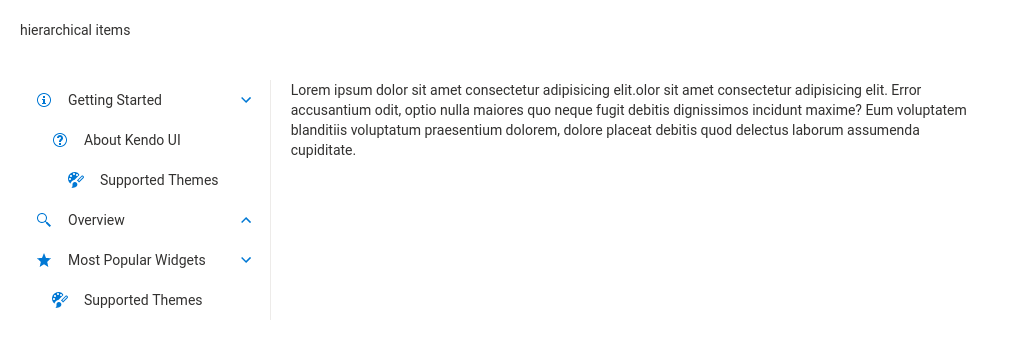 hierarchical items
Getting Started
About Kendo UI
Supported Themes
Overview
Most Popular Widgets
Supported Themes
Lorem ipsum dolor sit amet consectetur adipisicing elit.olor sit amet consectetur adipisicing elit. Error
accusantium odit, optio nulla maiores quo neque fugit debitis dignissimos incidunt maxime? Eum voluptatem
blanditiis voluptatum praesentium dolorem, dolore placeat debitis quod delectus laborum assumenda
cupiditate.